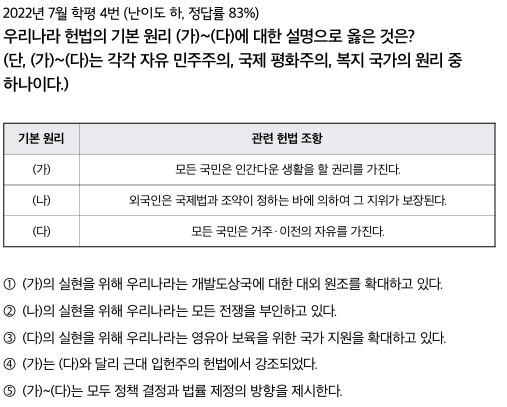 2022년 7월 학평 4번 (난이도 하, 정답률 83%)
우리나라 헌법의 기본 원리 (가)~(다)에 대한 설명으로 옳은 것은?
(단, (가)~(다)는 각각 자유 민주주의, 국제 평화주의, 복지 국가의 원리 중
하나이다.)
기본 원리 관련 헌법 조항
(가) 모든 국민은 인간다운 생활을 할 권리를 가진다.
(나) 외국인은 국제법과 조약이 정하는 바에 의하여 그 지위가 보장된다.
(다) 모든 국민은 거주·이전의 자유를 가진다.
① (가)의 실현을 위해 우리나라는 개발도상국에 대한 대외 원조를 확대하고 있다.
② (나)의 실현을 위해 우리나라는 모든 전쟁을 부인하고 있다.
③ (다)의 실현을 위해 우리나라는 영유아 보육을 위한 국가 지원을 확대하고 있다.
④ (가)는 (다)와 달리 근대 입헌주의 헌법에서 강조되었다.
⑤ (가)~(다)는 모두 정책 결정과 법률 제정의 방향을 제시한다.